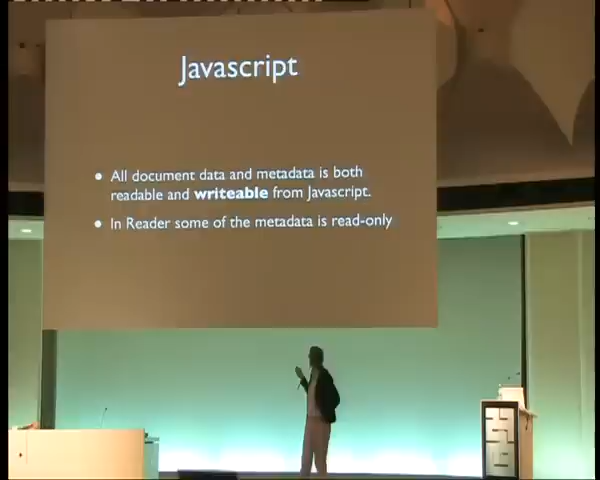 Javascript
All document data and metadata is both
readable and writeable from Javascript.
In Reader some of the metadata is read-only